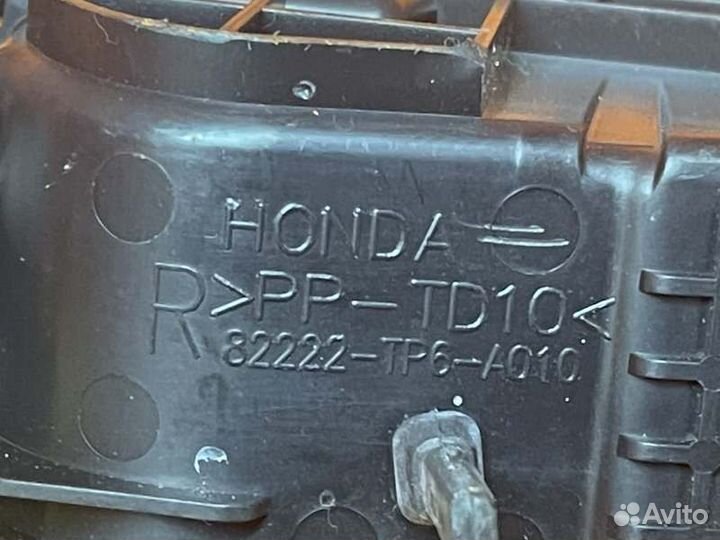 HONDA
R >PP-TD10<
82222-TP6-A010
Avito